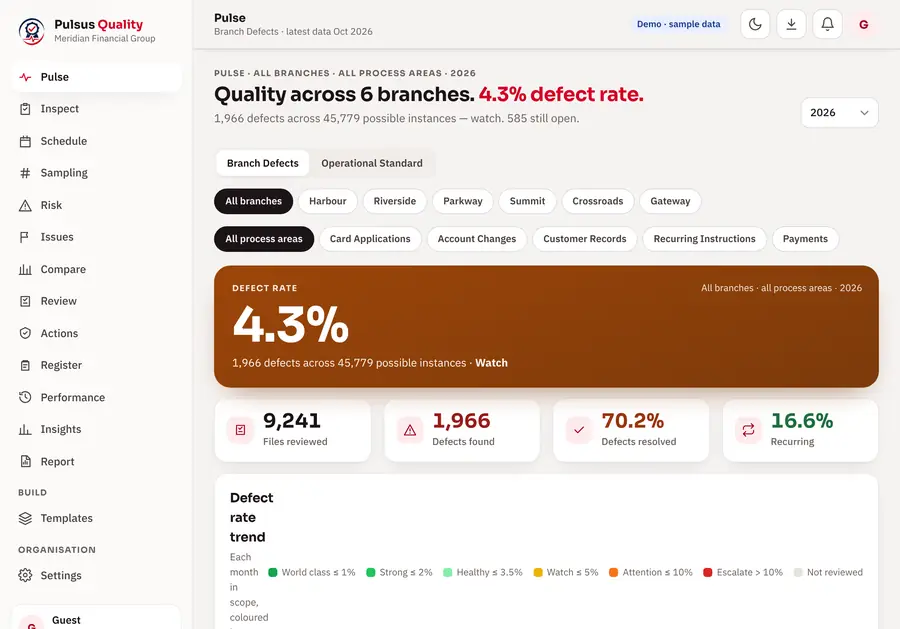 Pulsus Quality
Meridian Financial Group
Pulse
Inspect
Schedule
Sampling
Risk
Issues
Compare
Review
Actions
Register
Performance
Insights
Report
BUILD
Templates
ORGANISATION
Settings
G
Guest
Pulse
Branch Defects · latest data Oct 2026
Demo · sample data
G
PULSE · ALL BRANCHES · ALL PROCESS AREAS · 2026
Quality across 6 branches. 4.3% defect rate.
1,966 defects across 45,779 possible instances — watch. 585 still open.
2026
Branch Defects
Operational Standard
All branches
Harbour
Riverside
Parkway
Summit
Crossroads
Gateway
All process areas
Card Applications
Account Changes
Customer Records
Recurring Instructions
Payments
DEFECT RATE
All branches · all process areas · 2026
4.3%
1,966 defects across 45,779 possible instances · Watch
9,241
Files reviewed
1,966
Defects found
70.2%
Defects resolved
16.6%
Recurring
Defect
rate
trend
Each
month
in
scope,
coloured
World class ≤ 1%
Strong ≤ 2%
Healthy ≤ 3.5%
Watch ≤ 5%
Attention ≤ 10%
Escalate > 10%
Not reviewed